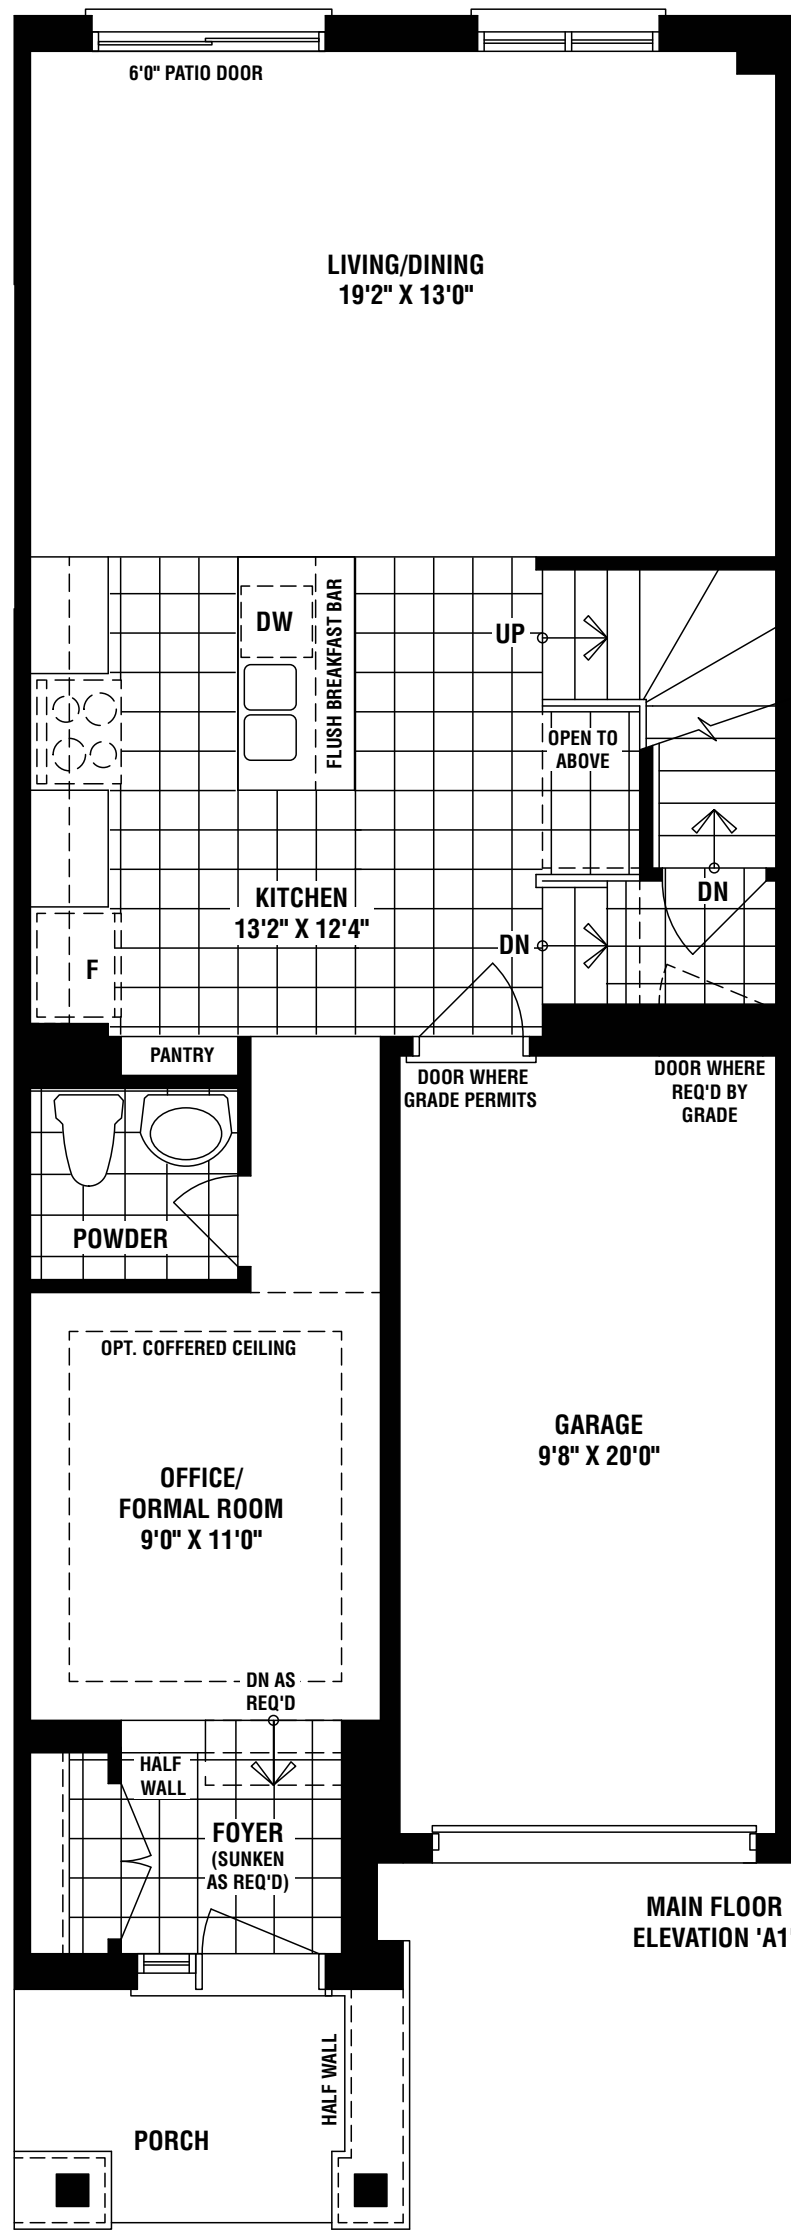 6'0" PATIO DOOR
LIVING/DINING
19'2" X 13'0"
DW
FLUSH BREAKFAST BAR
UP
OPEN TO
ABOVE
KITCHEN
13'2" X 12'4"
DN
DN
F
PANTRY
DOOR WHERE
GRADE PERMITS
DOOR WHERE
REQ'D BY
GRADE
POWDER
OPT. COFFERED CEILING
GARAGE
9'8" X 20'0"
OFFICE/
FORMAL ROOM
9'0" X 11'0"
DN AS
REQ'D
HALF
WALL
FOYER
(SUNKEN
AS REQ'D)
MAIN FLOOR
ELEVATION 'A1'
HALF WALL
PORCH